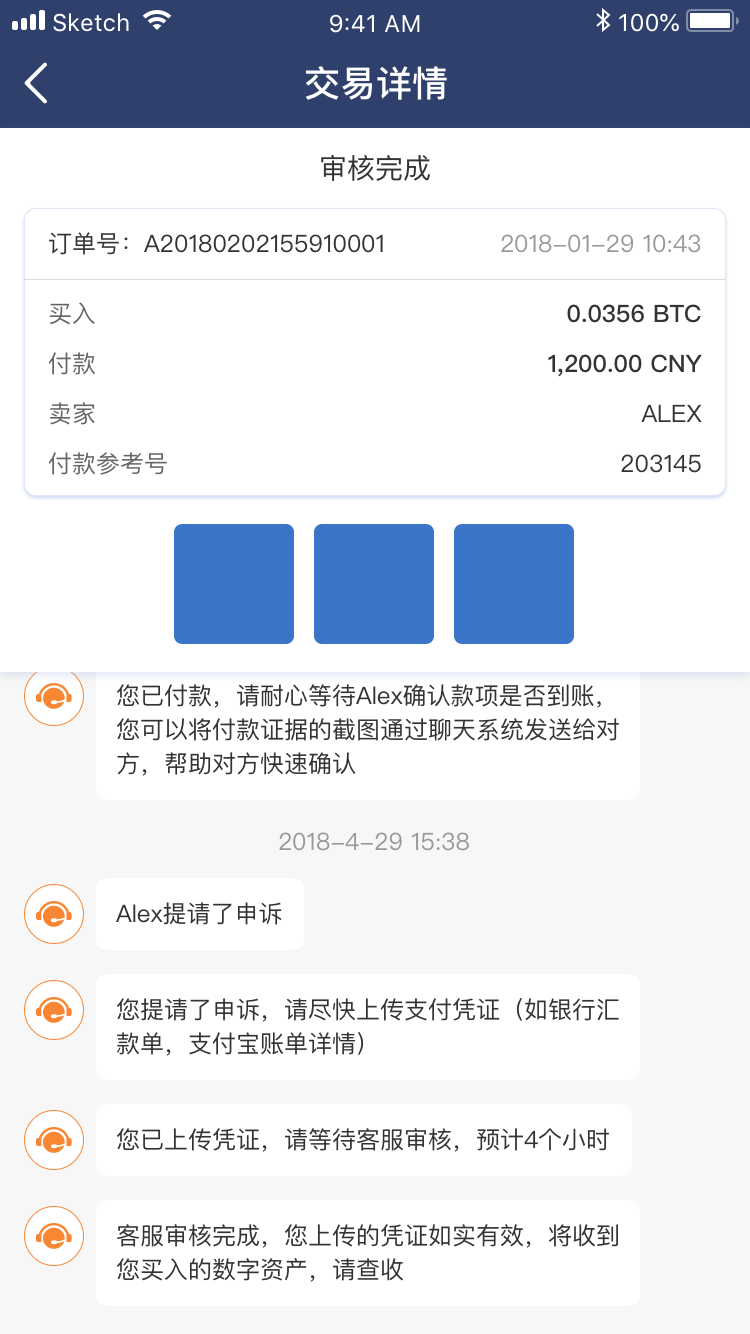 Sketch 9:41 AM 100%
交易详情
审核完成
订单号：A20180202155910001 2018-01-29 10:43
买入 0.0356 BTC
付款 1,200.00 CNY
卖家 ALEX
付款参考号 203145
您已付款，请耐心等待Alex确认款项是否到账，
您可以将付款证据的截图通过聊天系统发送给对
方，帮助对方快速确认
2018-4-29 15:38
Alex提请了申诉
您提请了申诉，请尽快上传支付凭证（如银行汇
款单，支付宝账单详情）
您已上传凭证，请等待客服审核，预计4个小时
客服审核完成，您上传的凭证如实有效，将收到
您买入的数字资产，请查收